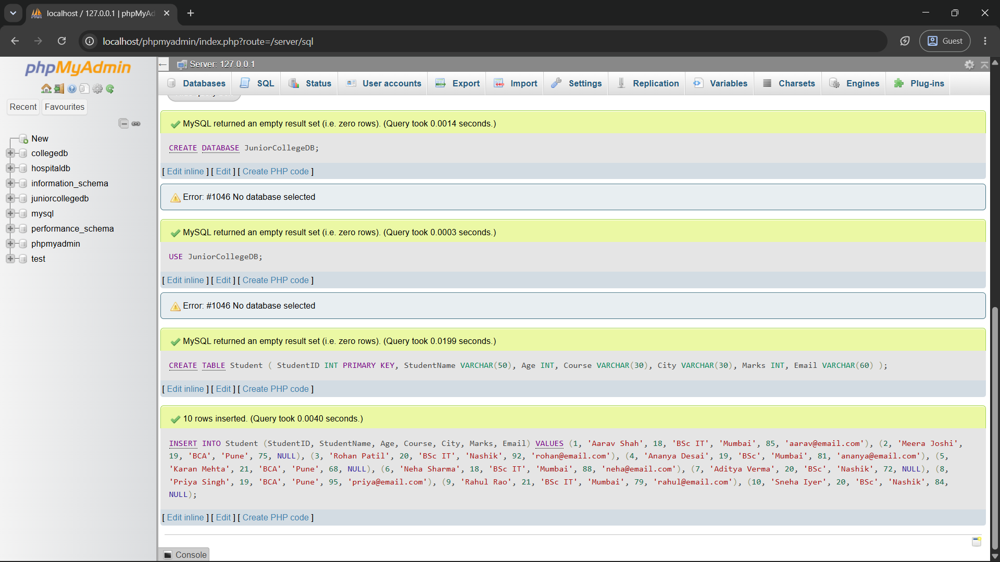 localhost / 127.0.0.1 | phpMyAd
localhost/phpmyadmin/index.php?route=/server/sql
Guest
phpMyAdmin
Recent
Favourites
New
collegedb
hospitaldb
information_schema
juniorcollegedb
mysql
performance_schema
phpmyadmin
test
Server: 127.0.0.1
Databases
SQL
Status
User accounts
Export
Import
Settings
Replication
Variables
Charsets
Engines
Plug-ins
MySQL returned an empty result set (i.e. zero rows). (Query took 0.0014 seconds.)
CREATE DATABASE JuniorCollegeDB;
[ Edit inline ] [ Edit ] [ Create PHP code ]
Error: #1046 No database selected
MySQL returned an empty result set (i.e. zero rows). (Query took 0.0003 seconds.)
USE JuniorCollegeDB;
[ Edit inline ] [ Edit ] [ Create PHP code ]
Error: #1046 No database selected
MySQL returned an empty result set (i.e. zero rows). (Query took 0.0199 seconds.)
CREATE TABLE Student ( StudentID INT PRIMARY KEY, StudentName VARCHAR(50), Age INT, Course VARCHAR(30), City VARCHAR(30), Marks INT, Email VARCHAR(60) );
[ Edit inline ] [ Edit ] [ Create PHP code ]
10 rows inserted. (Query took 0.0040 seconds.)
INSERT INTO Student (StudentID, StudentName, Age, Course, City, Marks, Email) VALUES (1, 'Aarav Shah', 18, 'BSc IT', 'Mumbai', 85, 'aarav@email.com'), (2, 'Meera Joshi',
19, 'BCA', 'Pune', 75, NULL), (3, 'Rohan Patil', 20, 'BSc IT', 'Nashik', 92, 'rohan@email.com'), (4, 'Ananya Desai', 19, 'BSc', 'Mumbai', 81, 'ananya@email.com'), (5,
'Karan Mehta', 21, 'BCA', 'Pune', 68, NULL), (6, 'Neha Sharma', 18, 'BSc IT', 'Mumbai', 88, 'neha@email.com'), (7, 'Aditya Verma', 20, 'BSc', 'Nashik', 72, NULL), (8,
'Priya Singh', 19, 'BCA', 'Pune', 95, 'priya@email.com'), (9, 'Rahul Rao', 21, 'BSc IT', 'Mumbai', 79, 'rahul@email.com'), (10, 'Sneha Iyer', 20, 'BSc', 'Nashik', 84,
NULL);
[ Edit inline ] [ Edit ] [ Create PHP code ]
Console